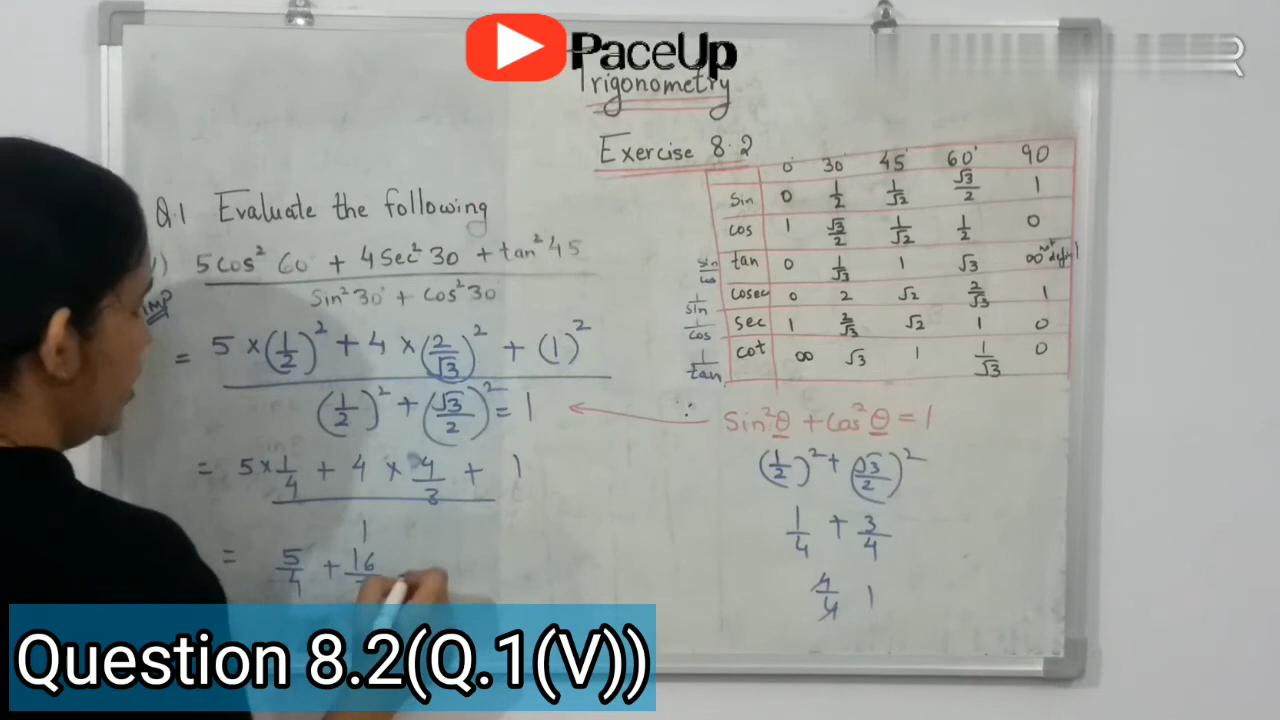 PaceUp
Trigonometry
Exercise 8.2
Q.1 Evaluate the following
5cos² 60 + 4Sec² 30 + tan² 45
Sin²30° + cos²30
IMP
= 5 × (1/2)² + 4 × (2/√3)² + (1)²
(1/2)² + (√3/2)² = 1
= 5 × 1/4 + 4 × 4/3 + 1
1
= 5/4 + 16
0° 30° 45° 60° 90
Sin 0 1/2 1/√2 √3/2 1
cos 1 √3/2 1/√2 1/2 0
sin/cos tan 0 1/√3 1 √3 ∞ not
1/sin cosec 0 2 √2 2/√3 1
1/cos sec 1 2/√3 √2 1 0
1/tan cot ∞ √3 1 1/√3 0
∵ Sin²θ + cos²θ = 1
(1/2)² + (√3/2)²
1/4 + 3/4
4/4 1
Question 8.2(Q.1(V))